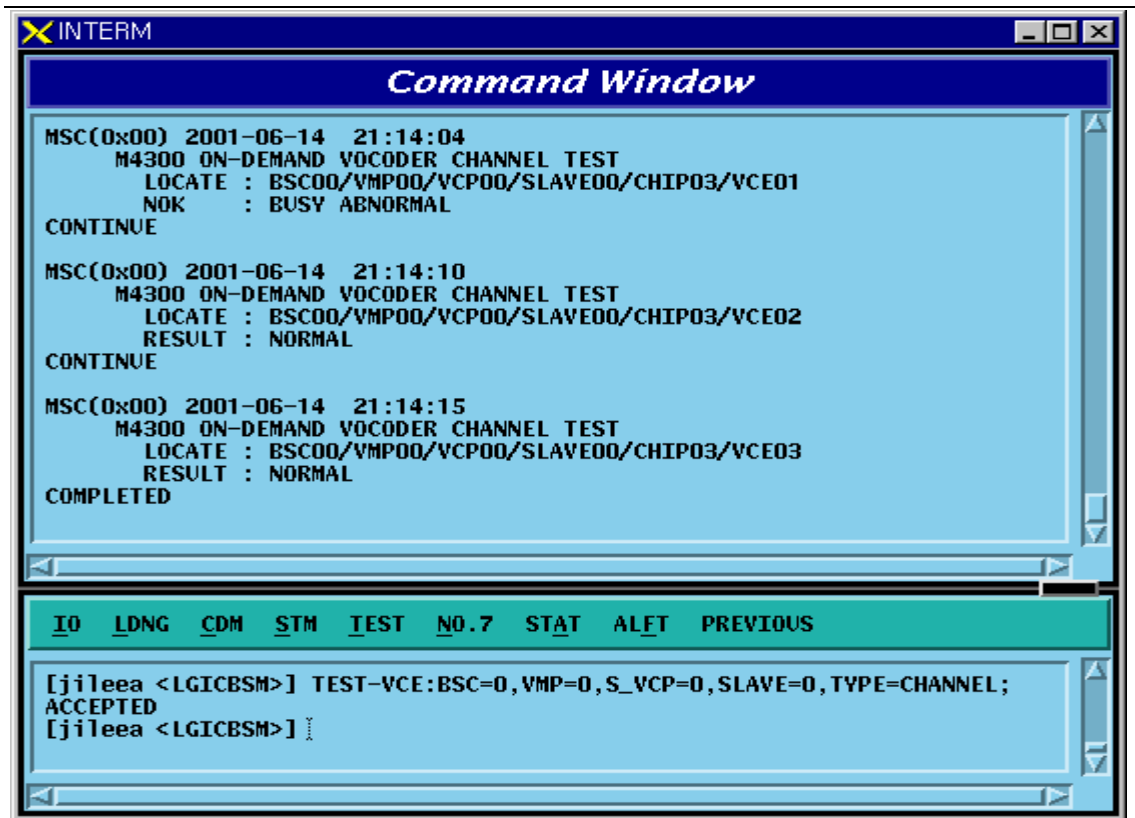 INTERM
Command Window
MSC(0x00) 2001-06-14  21:14:04
      M4300 ON-DEMAND VOCODER CHANNEL TEST
        LOCATE : BSC00/VMP00/VCP00/SLAVE00/CHIP03/VCE01
        NOK    : BUSY ABNORMAL
CONTINUE
MSC(0x00) 2001-06-14  21:14:10
      M4300 ON-DEMAND VOCODER CHANNEL TEST
        LOCATE : BSC00/VMP00/VCP00/SLAVE00/CHIP03/VCE02
        RESULT : NORMAL
CONTINUE
MSC(0x00) 2001-06-14  21:14:15
      M4300 ON-DEMAND VOCODER CHANNEL TEST
        LOCATE : BSC00/VMP00/VCP00/SLAVE00/CHIP03/VCE03
        RESULT : NORMAL
COMPLETED
IO LDNG CDM STM TEST NO.7 STAT ALFT PREVIOUS
[jileea <LGICBSM>] TEST-VCE:BSC=0,VMP=0,S_VCP=0,SLAVE=0,TYPE=CHANNEL;
ACCEPTED
[jileea <LGICBSM>]